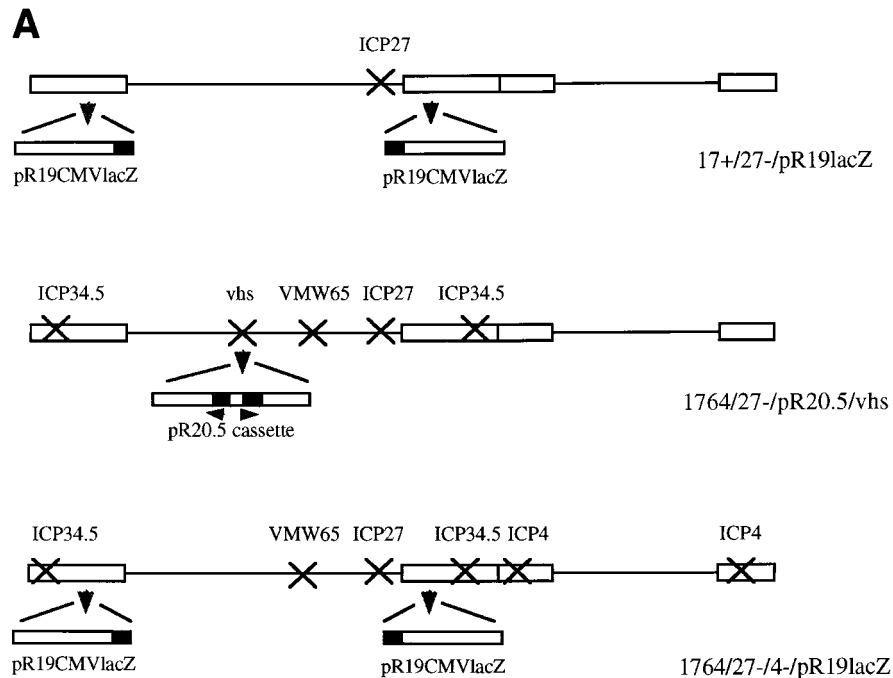 A
ICP27
pR19CMVlacZ pR19CMVlacZ
17+/27-/pR19lacZ
ICP34.5 vhs VMW65 ICP27 ICP34.5
pR20.5 cassette
1764/27-/pR20.5/vhs
ICP34.5 VMW65 ICP27 ICP34.5 ICP4 ICP4
pR19CMVlacZ pR19CMVlacZ
1764/27-/4-/pR19lacZ